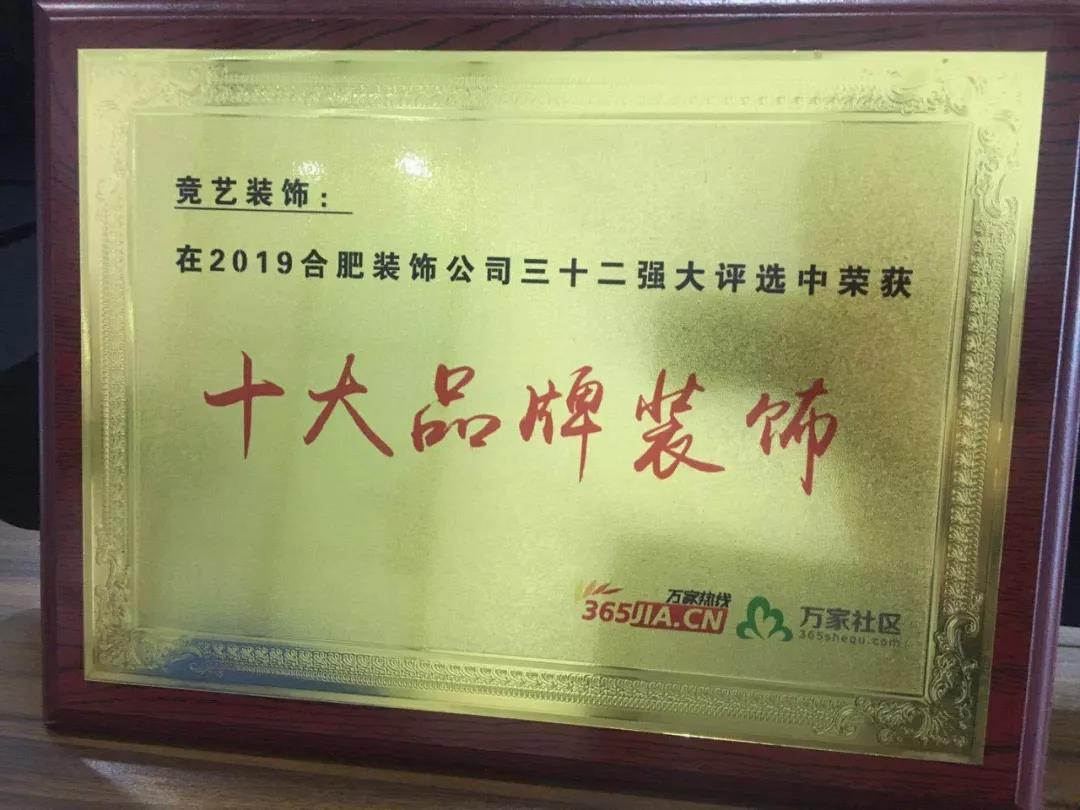 竞艺装饰：
在2019合肥装饰公司三十二强大评选中荣获
十大品牌装饰
万家热线
365JIA.CN
万家社区
365shequ.com